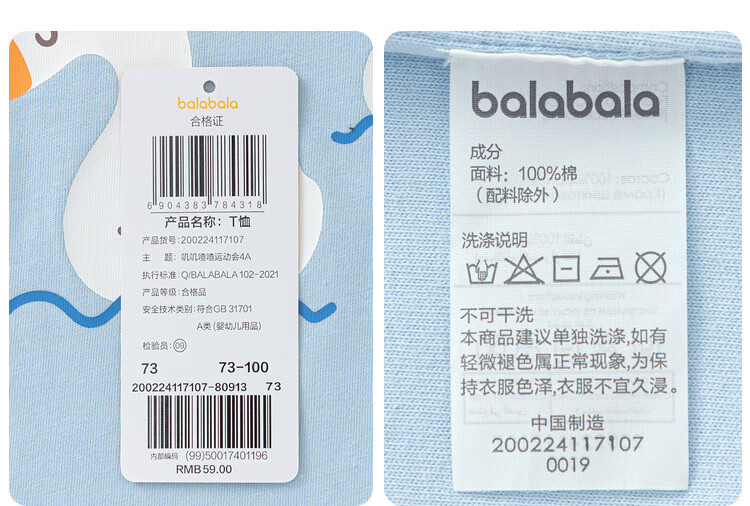 balabala
合格证
6904383784318
产品名称：T恤
产品货号：200224117107
主 题：叽叽喳喳运动会4A
执行标准：Q/BALABALA 102-2021
产品等级：合格品
安全技术类别：符合GB 31701
A类 (婴幼儿用品)
检验员：09
73 73-100
200224117107-80913 73
内部编码 (99)50017401196
RMB 59.00
balabala
成分
面料：100%棉
（配料除外）
洗涤说明
不可干洗
本商品建议单独洗涤，如有
轻微褪色属正常现象，为保
持衣服色泽，衣服不宜久浸。
中国制造
200224117107
0019